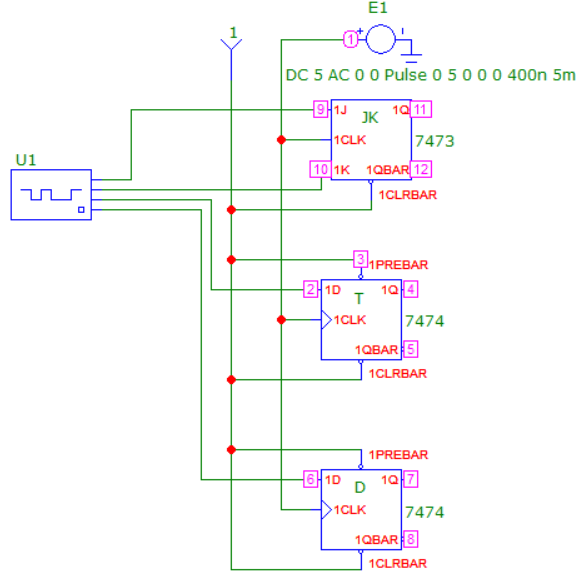 E1
1
1 + -
DC 5 AC 0 0 Pulse 0 5 0 0 0 400n 5m
9 1J JK 1Q 11
1CLK 7473
U1
10 1K 1QBAR 12
1CLRBAR
3 1PREBAR
2 1D T 1Q 4
1CLK 7474
1QBAR 5
1CLRBAR
1PREBAR
6 1D D 1Q 7
1CLK 7474
1QBAR 8
1CLRBAR